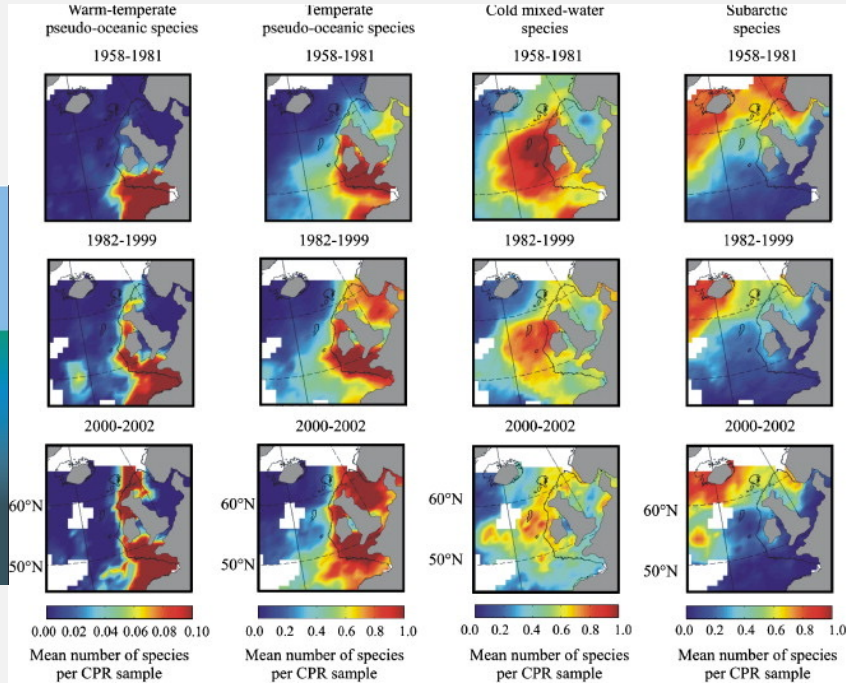 Warm-temperate
pseudo-oceanic species
Temperate
pseudo-oceanic species
Cold mixed-water
species
Subarctic
species
1958-1981
1958-1981
1958-1981
1958-1981
1982-1999
1982-1999
1982-1999
1982-1999
2000-2002
2000-2002
2000-2002
2000-2002
60°N
50°N
60°N
50°N
60°N
50°N
60°N
50°N
0.00 0.02 0.04 0.06 0.08 0.10
0.0 0.2 0.4 0.6 0.8 1.0
0.0 0.2 0.4 0.6 0.8 1.0
0.0 0.2 0.4 0.6 0.8 1.0
Mean number of species
per CPR sample
Mean number of species
per CPR sample
Mean number of species
per CPR sample
Mean number of species
per CPR sample